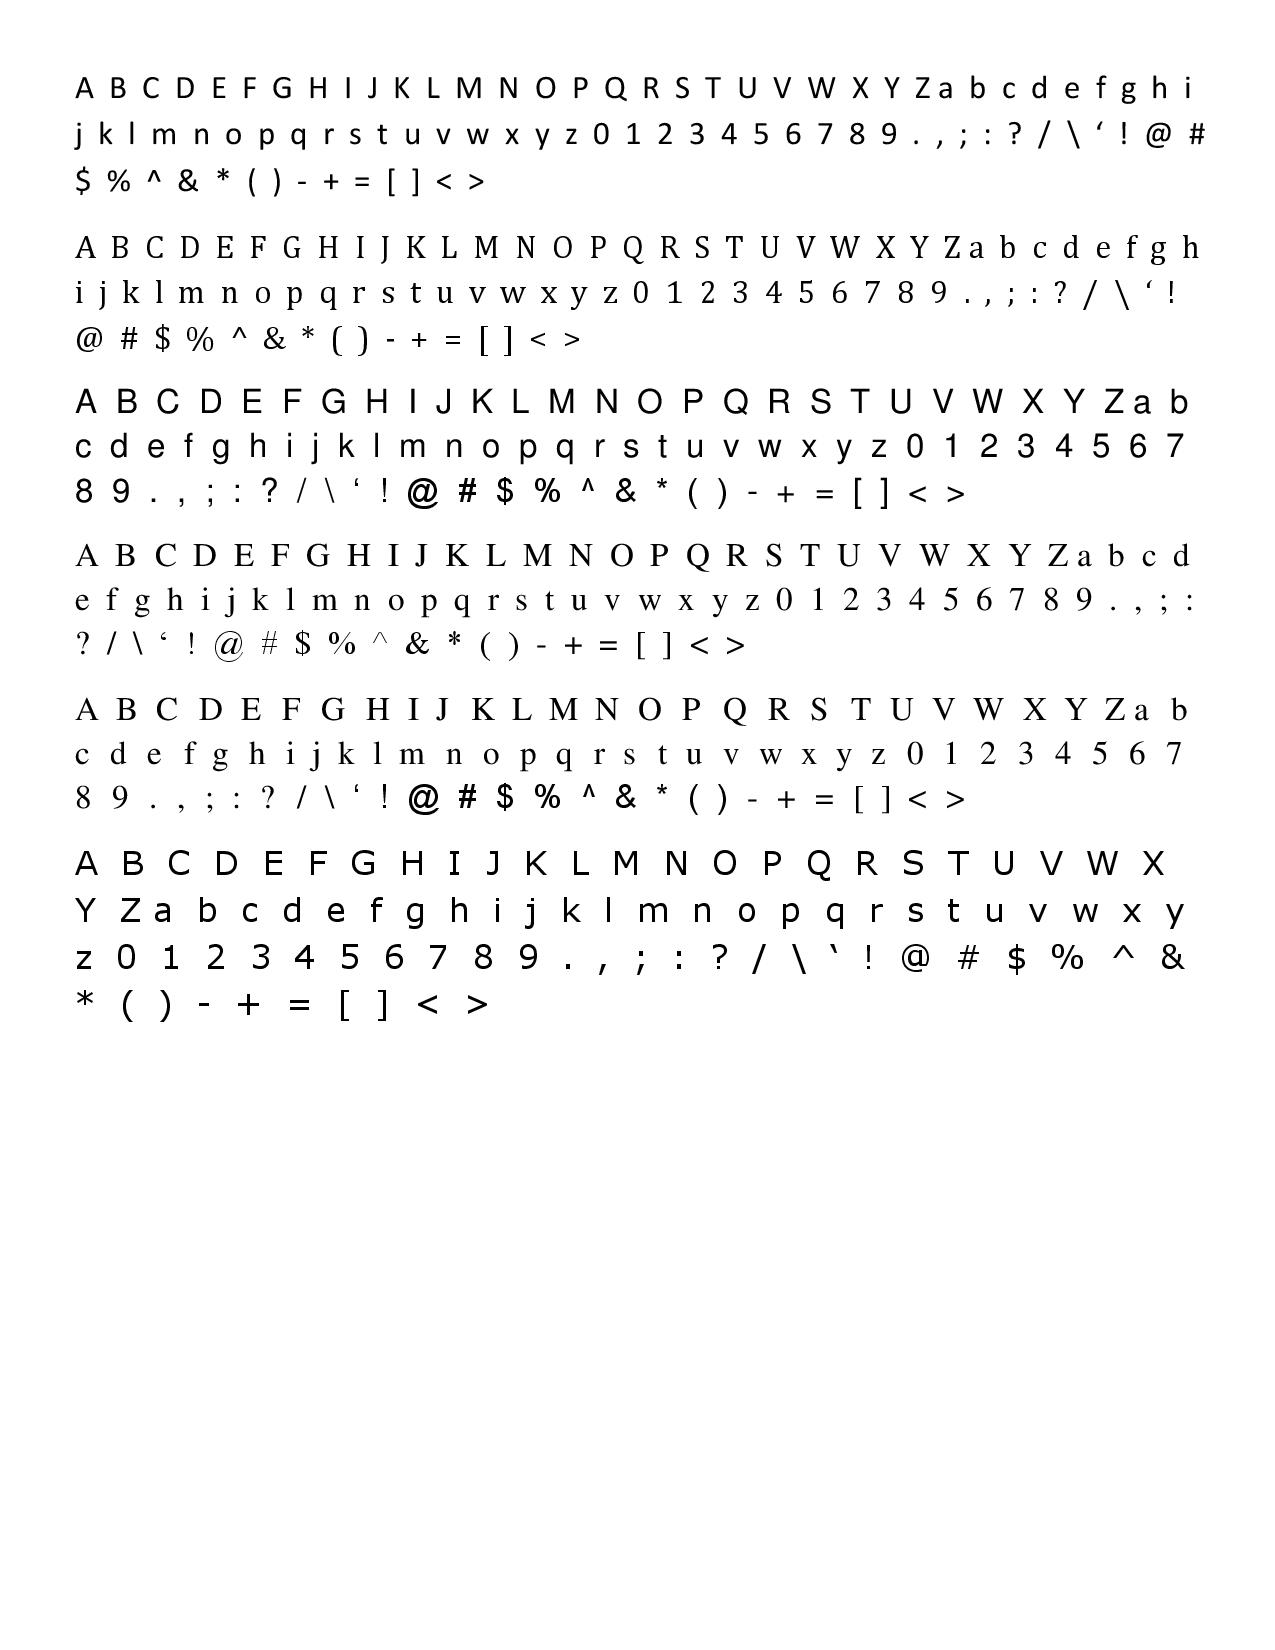 A B C D E F G H I J K L M N O P Q R S T U V W X Y Z a b c d e f g h i
j k l m n o p q r s t u v w x y z 0 1 2 3 4 5 6 7 8 9 . , ; : ? / \ ‘ ! @ #
$ % ^ & * ( ) - + = [ ] < >
A B C D E F G H I J K L M N O P Q R S T U V W X Y Z a b c d e f g h
i j k l m n o p q r s t u v w x y z 0 1 2 3 4 5 6 7 8 9 . , ; : ? / \ ‘ !
@ # $ % ^ & * ( ) - + = [ ] < >
A B C D E F G H I J K L M N O P Q R S T U V W X Y Z a b
c d e f g h i j k l m n o p q r s t u v w x y z 0 1 2 3 4 5 6 7
8 9 . , ; : ? / \ ‘ ! @ # $ % ^ & * ( ) - + = [ ] < >
A B C D E F G H I J K L M N O P Q R S T U V W X Y Z a b c d
e f g h i j k l m n o p q r s t u v w x y z 0 1 2 3 4 5 6 7 8 9 . , ; :
? / \ ‘ ! @ # $ % ^ & * ( ) - + = [ ] < >
A B C D E F G H I J K L M N O P Q R S T U V W X Y Z a b
c d e f g h i j k l m n o p q r s t u v w x y z 0 1 2 3 4 5 6 7
8 9 . , ; : ? / \ ‘ ! @ # $ % ^ & * ( ) - + = [ ] < >
A B C D E F G H I J K L M N O P Q R S T U V W X
Y Z a b c d e f g h i j k l m n o p q r s t u v w x y
z 0 1 2 3 4 5 6 7 8 9 . , ; : ? / \ ‘ ! @ # $ % ^ &
* ( ) - + = [ ] < >